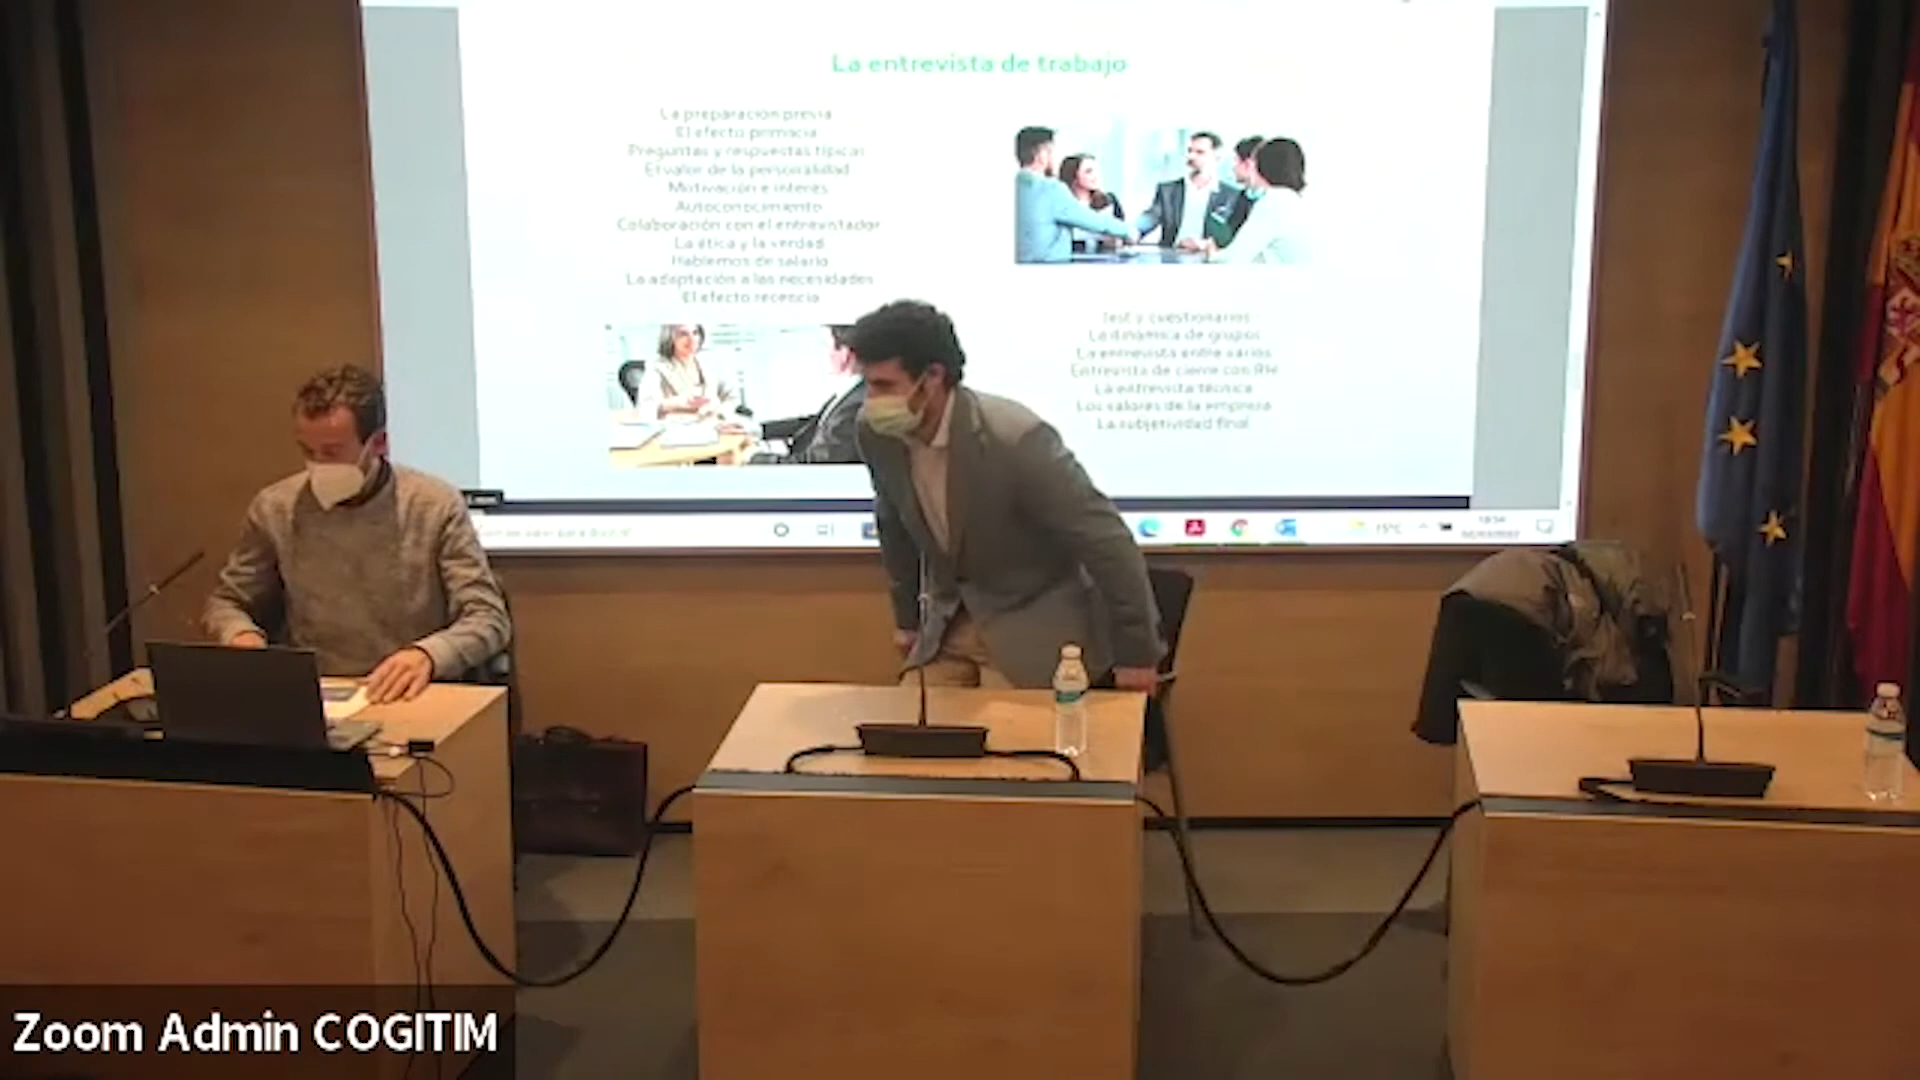 La entrevista de trabajo
La preparación previa
El efecto primacia
Preguntas y respuestas típicas
El valor de la personalidad
Motivación e interés
Autoconocimiento
Colaboración con el entrevistador
La ética y la verdad
Hablemos de salario
La adaptación a las necesidades
El efecto recencia
Test y cuestionarios
La dinámica de grupos
La entrevista entre varios
Entrevista de cierre con RH
La entrevista técnica
Los valores de la empresa
La subjetividad final
15°C
Zoom Admin COGITIM